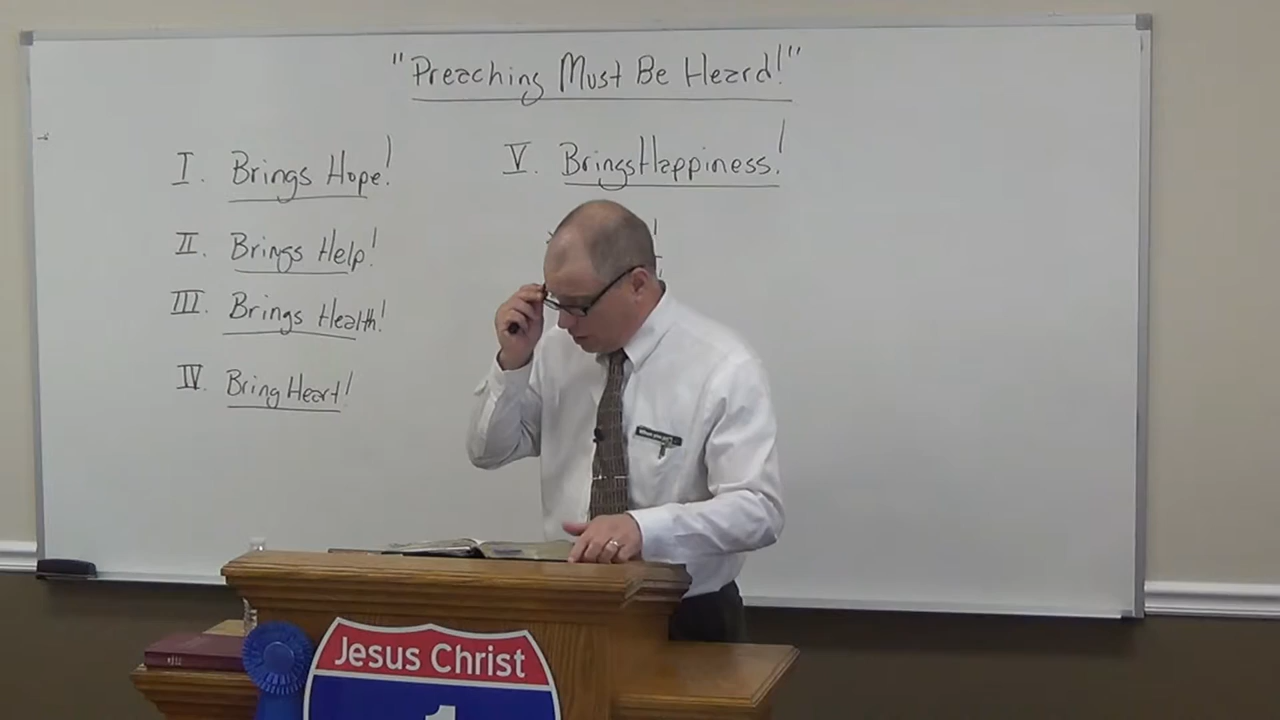 "Preaching Must Be Heard!"
I. Brings Hope!
II. Brings Help!
III. Brings Health!
IV. Bring Heart!
V. Brings Happiness!
Jesus Christ
1